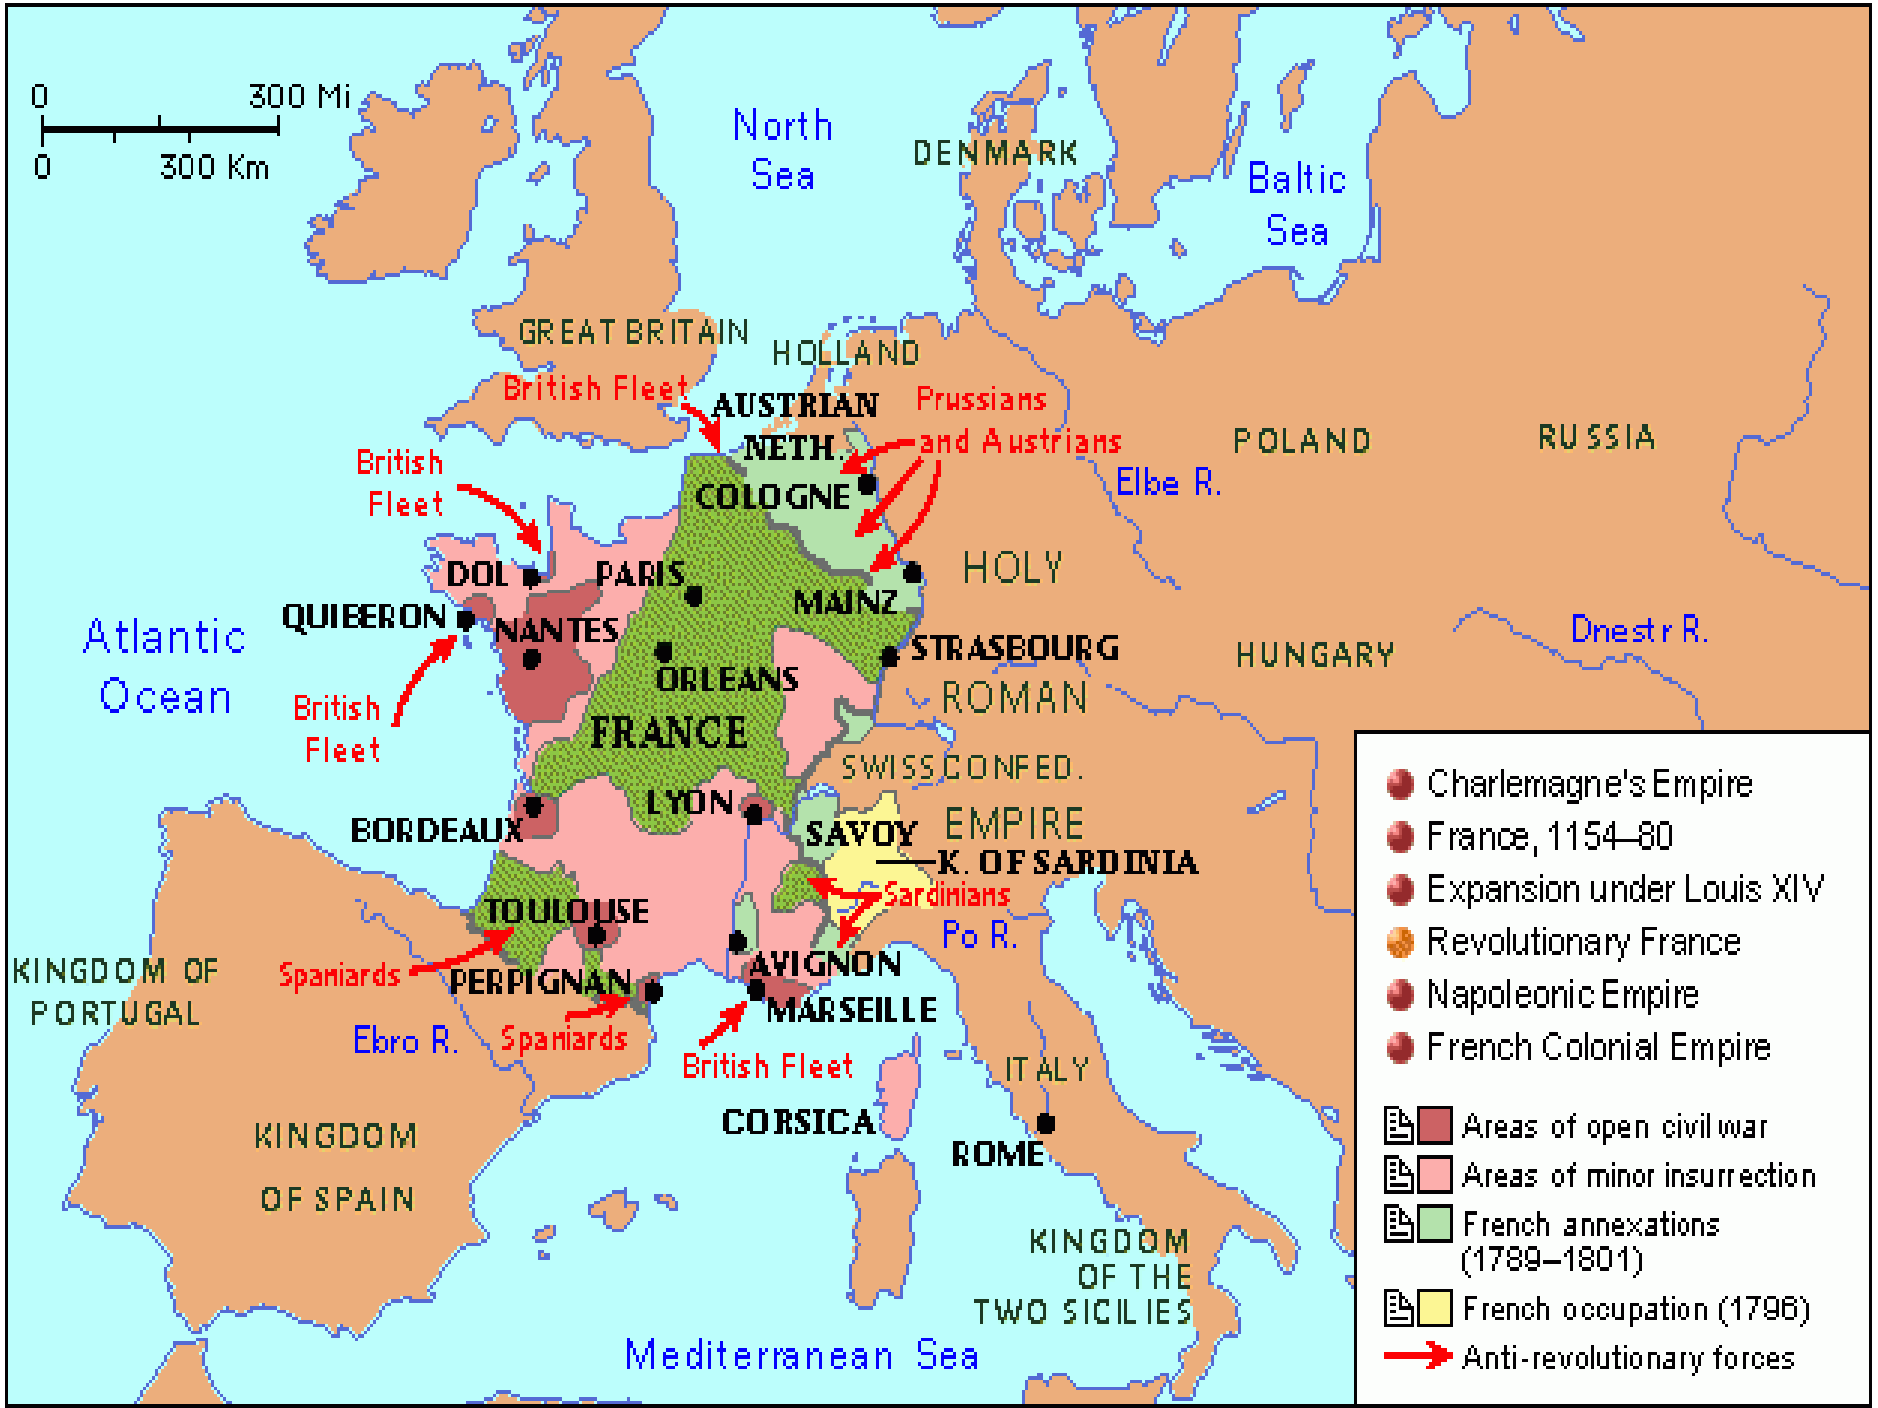 0 300 Mi
0 300 Km
North
Sea
DENMARK
Baltic
Sea
GREAT BRITAIN
HOLLAND
British Fleet
AUSTRIAN
NETH.
Prussians
and Austrians
POLAND
RUSSIA
British
Fleet
COLOGNE
Elbe R.
DOL
PARIS
HOLY
MAINZ
QUIBERON
NANTES
Atlantic
Ocean
STRASBOURG
HUNGARY
Dnestr R.
ORLEANS
ROMAN
British
Fleet
FRANCE
SWISS CONFED.
LYON
BORDEAUX
SAVOY
EMPIRE
K. OF SARDINIA
Sardinians
TOULOUSE
Po R.
Spaniards
PERPIGNAN
AVIGNON
MARSEILLE
KINGDOM OF
PORTUGAL
Ebro R.
Spaniards
British Fleet
ITALY
CORSICA
ROME
KINGDOM
OF SPAIN
KINGDOM
OF THE
TWO SICILIES
Mediterranean Sea
Charlemagne's Empire
France, 1154–80
Expansion under Louis XIV
Revolutionary France
Napoleonic Empire
French Colonial Empire
Areas of open civil war
Areas of minor insurrection
French annexations
(1789–1801)
French occupation (1796)
Anti-revolutionary forces